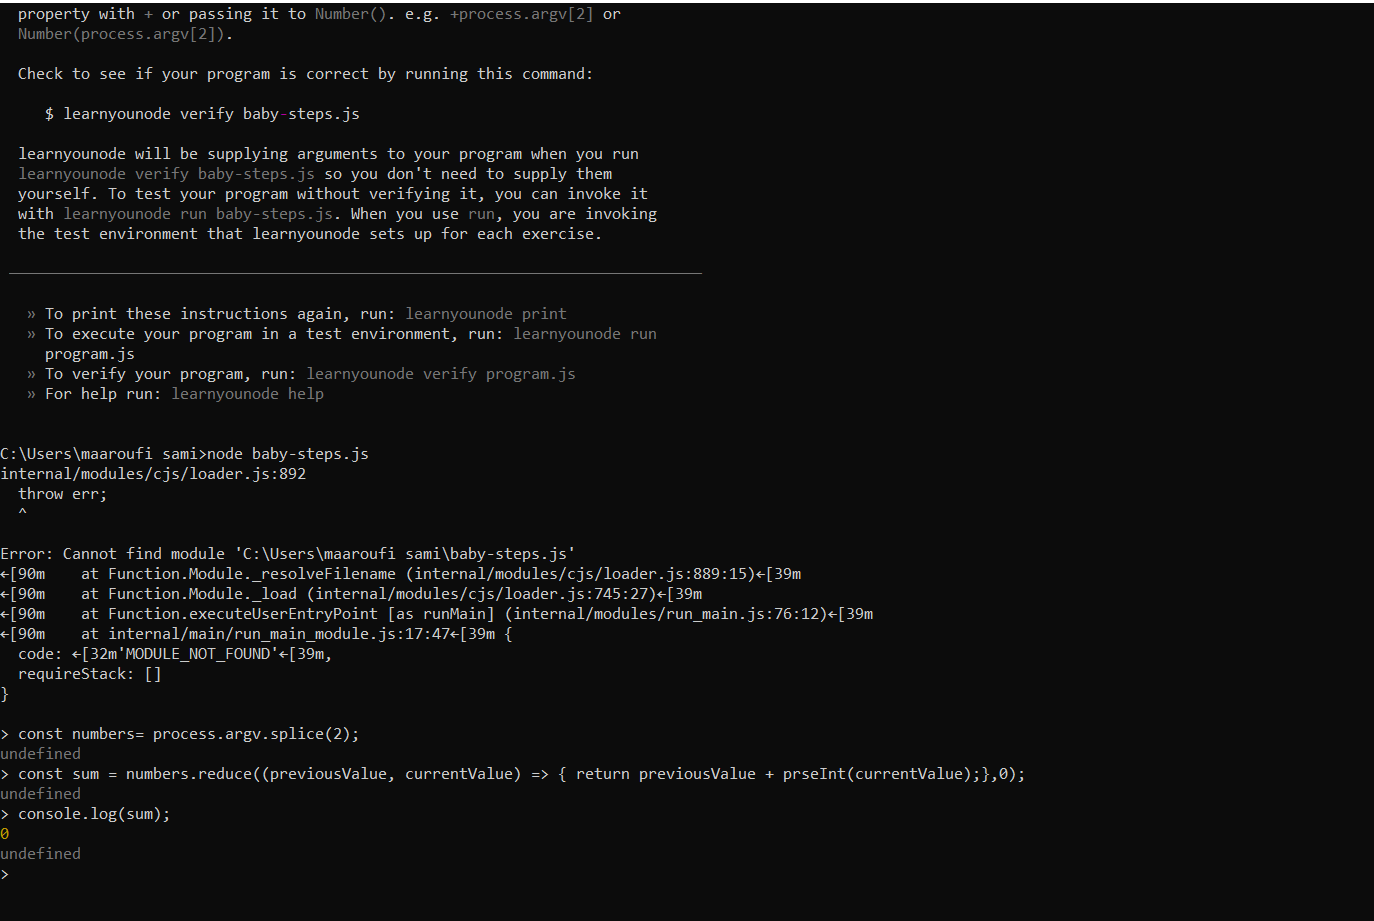 property with + or passing it to Number(). e.g. +process.argv[2] or
Number(process.argv[2]).
Check to see if your program is correct by running this command:
$ learnyounode verify baby-steps.js
learnyounode will be supplying arguments to your program when you run
learnyounode verify baby-steps.js so you don't need to supply them
yourself. To test your program without verifying it, you can invoke it
with learnyounode run baby-steps.js. When you use run, you are invoking
the test environment that learnyounode sets up for each exercise.
» To print these instructions again, run: learnyounode print
» To execute your program in a test environment, run: learnyounode run
program.js
» To verify your program, run: learnyounode verify program.js
» For help run: learnyounode help
C:\Users\maaroufi sami>node baby-steps.js
internal/modules/cjs/loader.js:892
throw err;
^
Error: Cannot find module 'C:\Users\maaroufi sami\baby-steps.js'
←[90m    at Function.Module._resolveFilename (internal/modules/cjs/loader.js:889:15)←[39m
←[90m    at Function.Module._load (internal/modules/cjs/loader.js:745:27)←[39m
←[90m    at Function.executeUserEntryPoint [as runMain] (internal/modules/run_main.js:76:12)←[39m
←[90m    at internal/main/run_main_module.js:17:47←[39m {
code: ←[32m'MODULE_NOT_FOUND'←[39m,
requireStack: []
}
> const numbers= process.argv.splice(2);
undefined
> const sum = numbers.reduce((previousValue, currentValue) => { return previousValue + prseInt(currentValue);},0);
undefined
> console.log(sum);
0
undefined
>